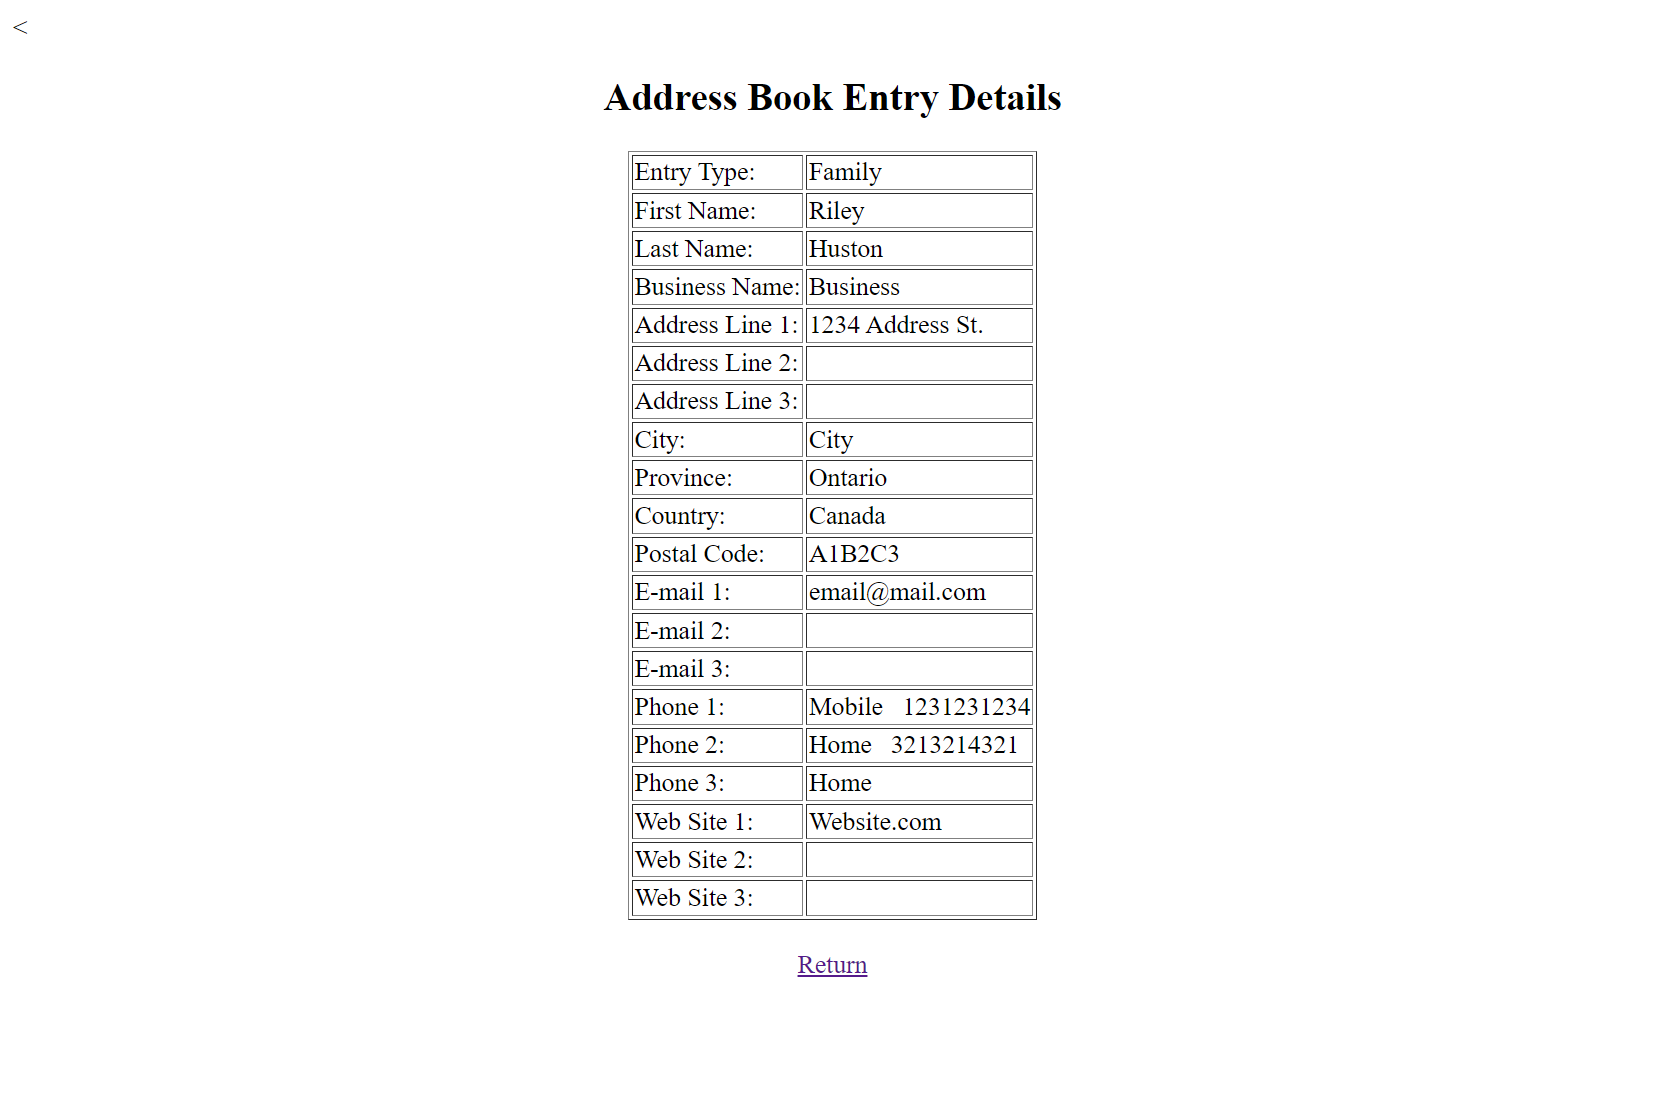 <
Address Book Entry Details
Entry Type: Family
First Name: Riley
Last Name: Huston
Business Name: Business
Address Line 1: 1234 Address St.
Address Line 2:
Address Line 3:
City: City
Province: Ontario
Country: Canada
Postal Code: A1B2C3
E-mail 1: email@mail.com
E-mail 2:
E-mail 3:
Phone 1: Mobile 1231231234
Phone 2: Home 3213214321
Phone 3: Home
Web Site 1: Website.com
Web Site 2:
Web Site 3:
Return